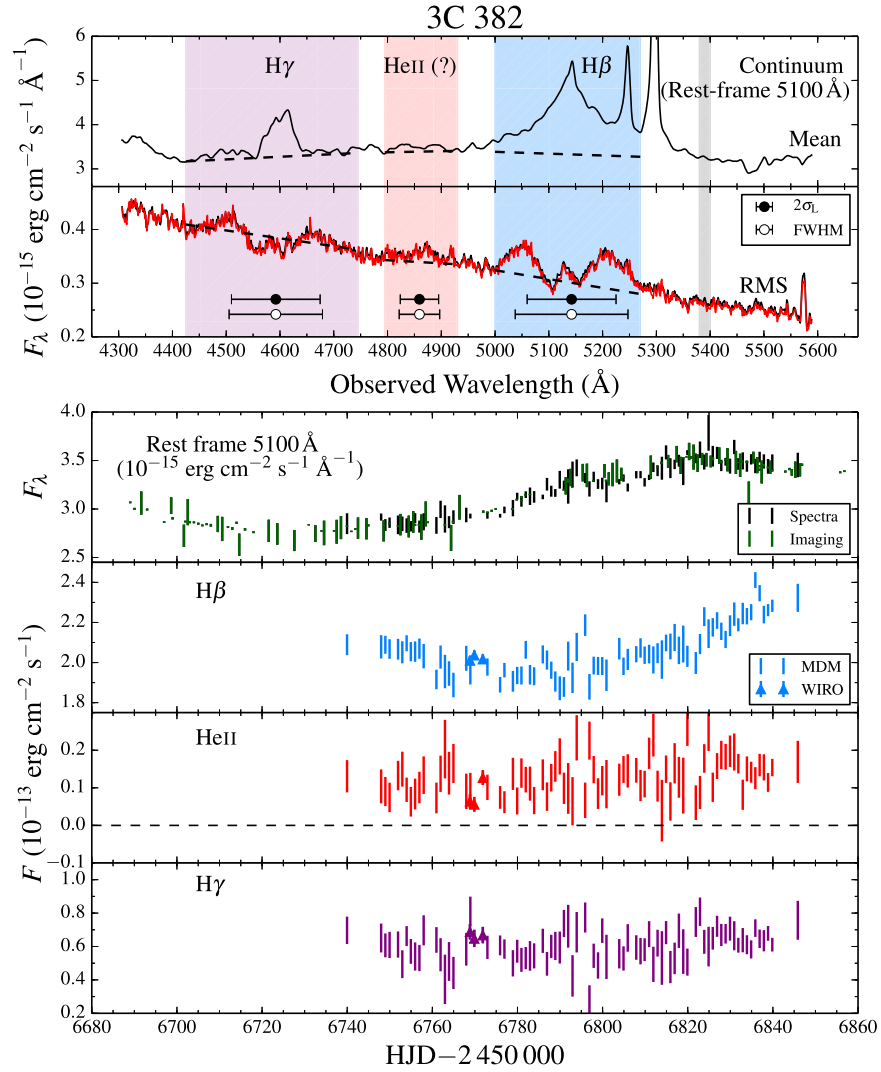 3C 382
6
5
4
3
Hγ
HeII (?)
Hβ
Continuum
(Rest-frame 5100 Å)
Mean
0.4
0.3
0.2
2σL
FWHM
RMS
Fλ (10−15 erg cm−2 s−1 Å−1)
4300 4400 4500 4600 4700 4800 4900 5000 5100 5200 5300 5400 5500 5600
Observed Wavelength (Å)
4.0
3.5
3.0
2.5
Fλ
Rest frame 5100 Å
(10−15 erg cm−2 s−1 Å−1)
Spectra
Imaging
2.4
2.2
2.0
1.8
Hβ
MDM
WIRO
0.2
0.1
0.0
−0.1
HeII
F (10−13 erg cm−2 s−1)
1.0
0.8
0.6
0.4
0.2
Hγ
6680 6700 6720 6740 6760 6780 6800 6820 6840 6860
HJD−2 450 000